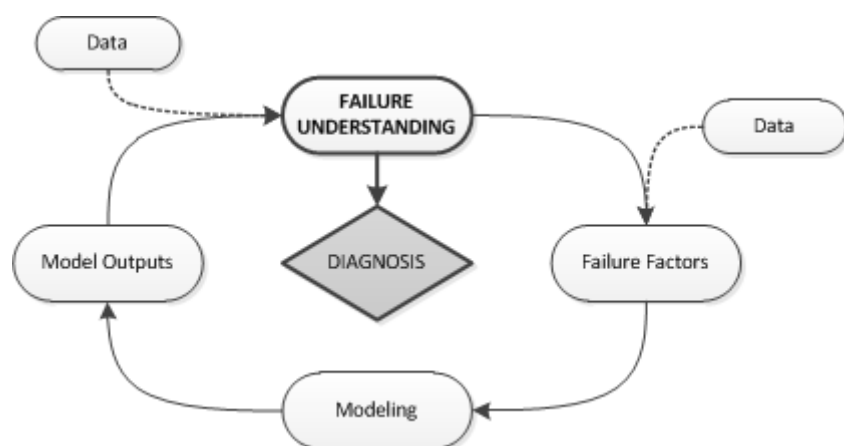 Data
FAILURE
UNDERSTANDING
Data
Model Outputs
DIAGNOSIS
Failure Factors
Modeling